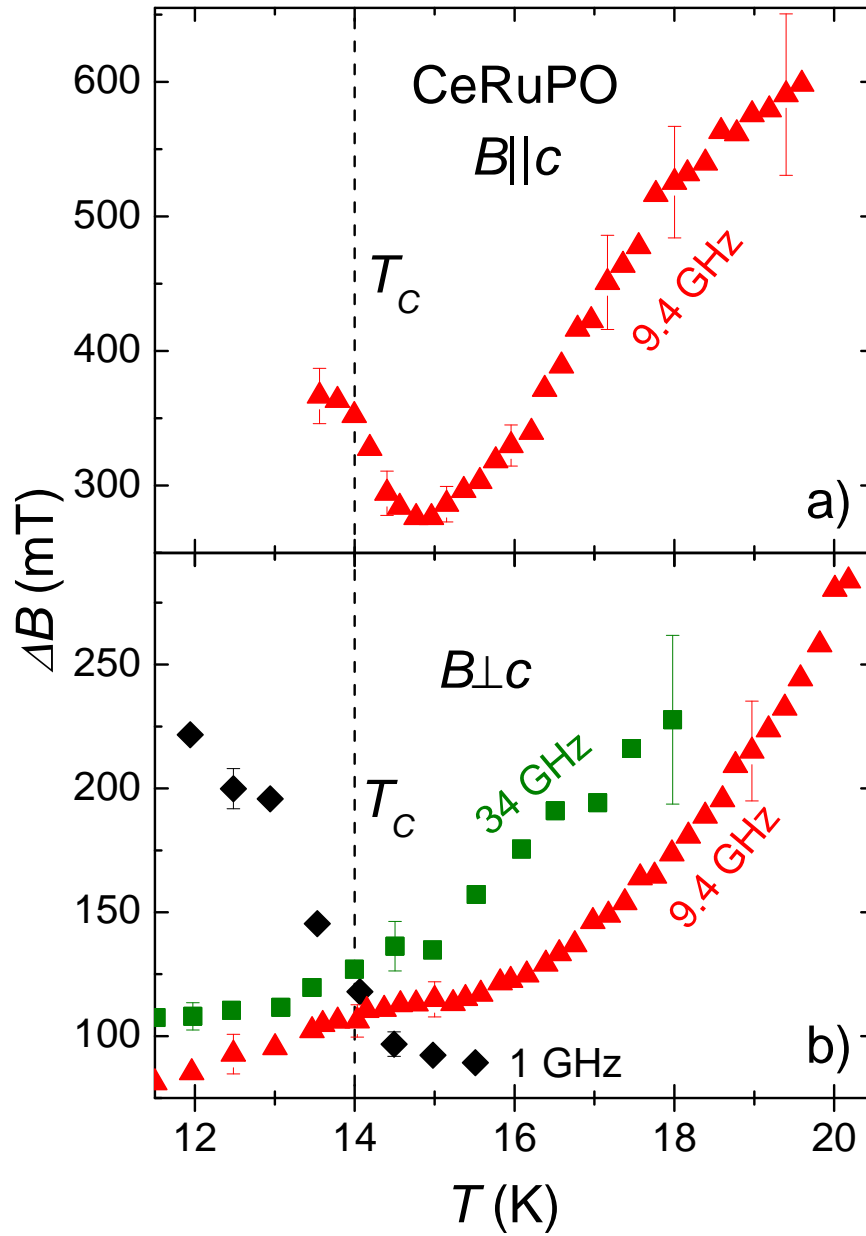 CeRuPO
B||c
600
500
400
300
T_C
9.4 GHz
a)
ΔB (mT)
B⊥c
250
200
150
100
34 GHz
T_C
9.4 GHz
1 GHz
b)
12 14 16 18 20
T (K)